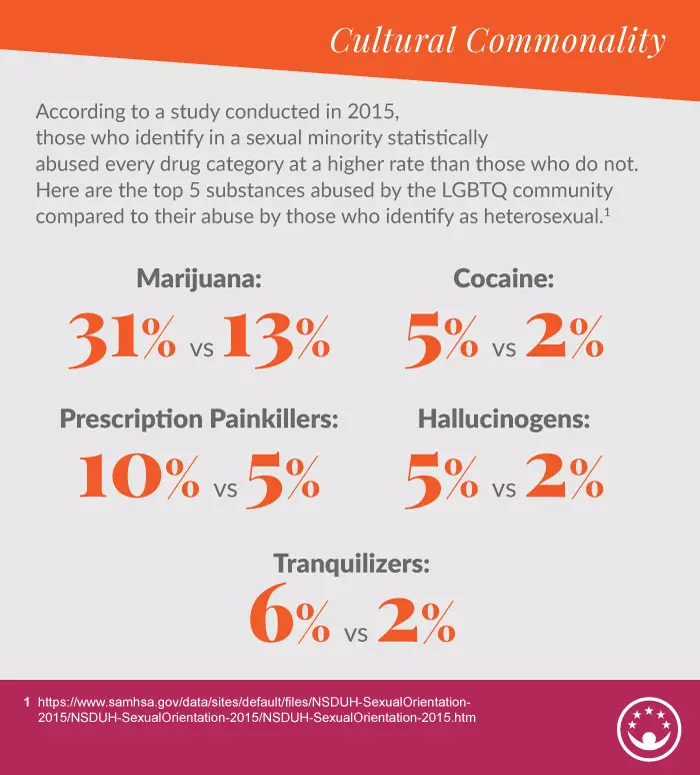 Cultural Commonality
According to a study conducted in 2015,
those who identify in a sexual minority statistically
abused every drug category at a higher rate than those who do not.
Here are the top 5 substances abused by the LGBTQ community
compared to their abuse by those who identify as heterosexual.¹
Marijuana:
31% vs 13%
Cocaine:
5% vs 2%
Prescription Painkillers:
10% vs 5%
Hallucinogens:
5% vs 2%
Tranquilizers:
6% vs 2%
1 https://www.samhsa.gov/data/sites/default/files/NSDUH-SexualOrientation-
2015/NSDUH-SexualOrientation-2015/NSDUH-SexualOrientation-2015.htm